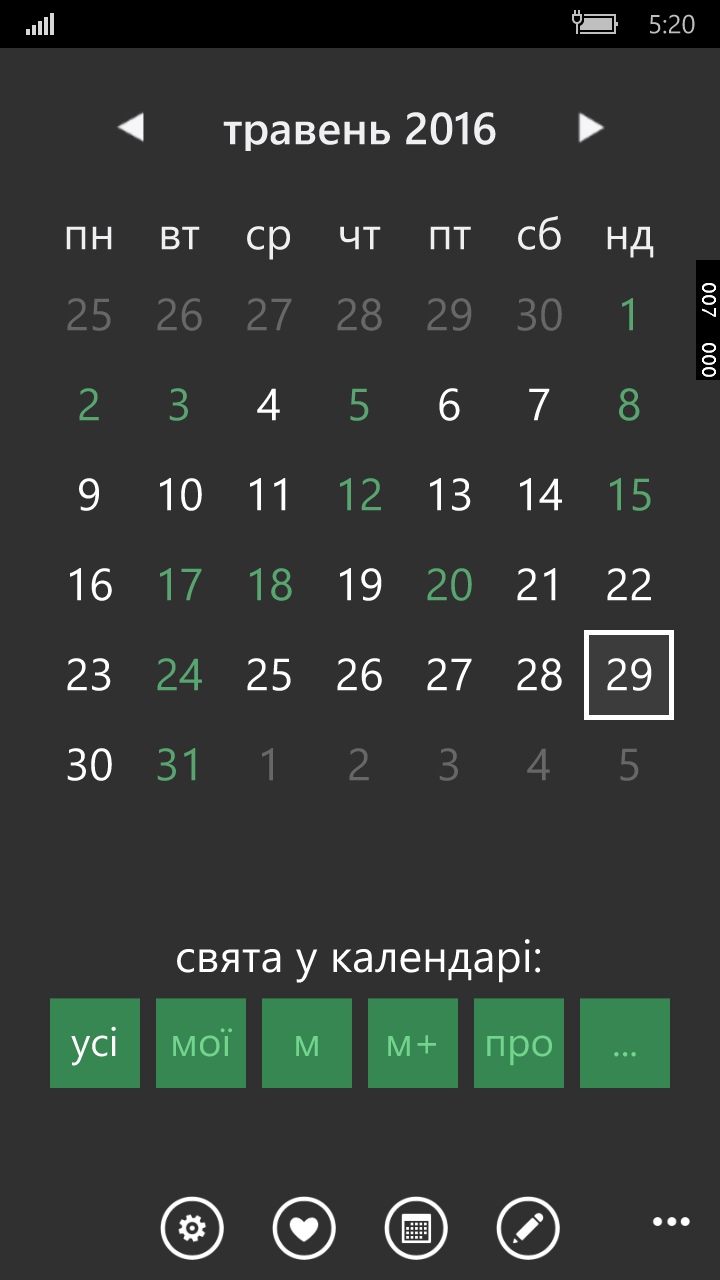 5:20
травень 2016
пн вт ср чт пт сб нд
25 26 27 28 29 30 1
007
2 3 4 5 6 7 8
000
9 10 11 12 13 14 15
16 17 18 19 20 21 22
23 24 25 26 27 28 29
30 31 1 2 3 4 5
свята у календарі:
усі мої м м+ про ...